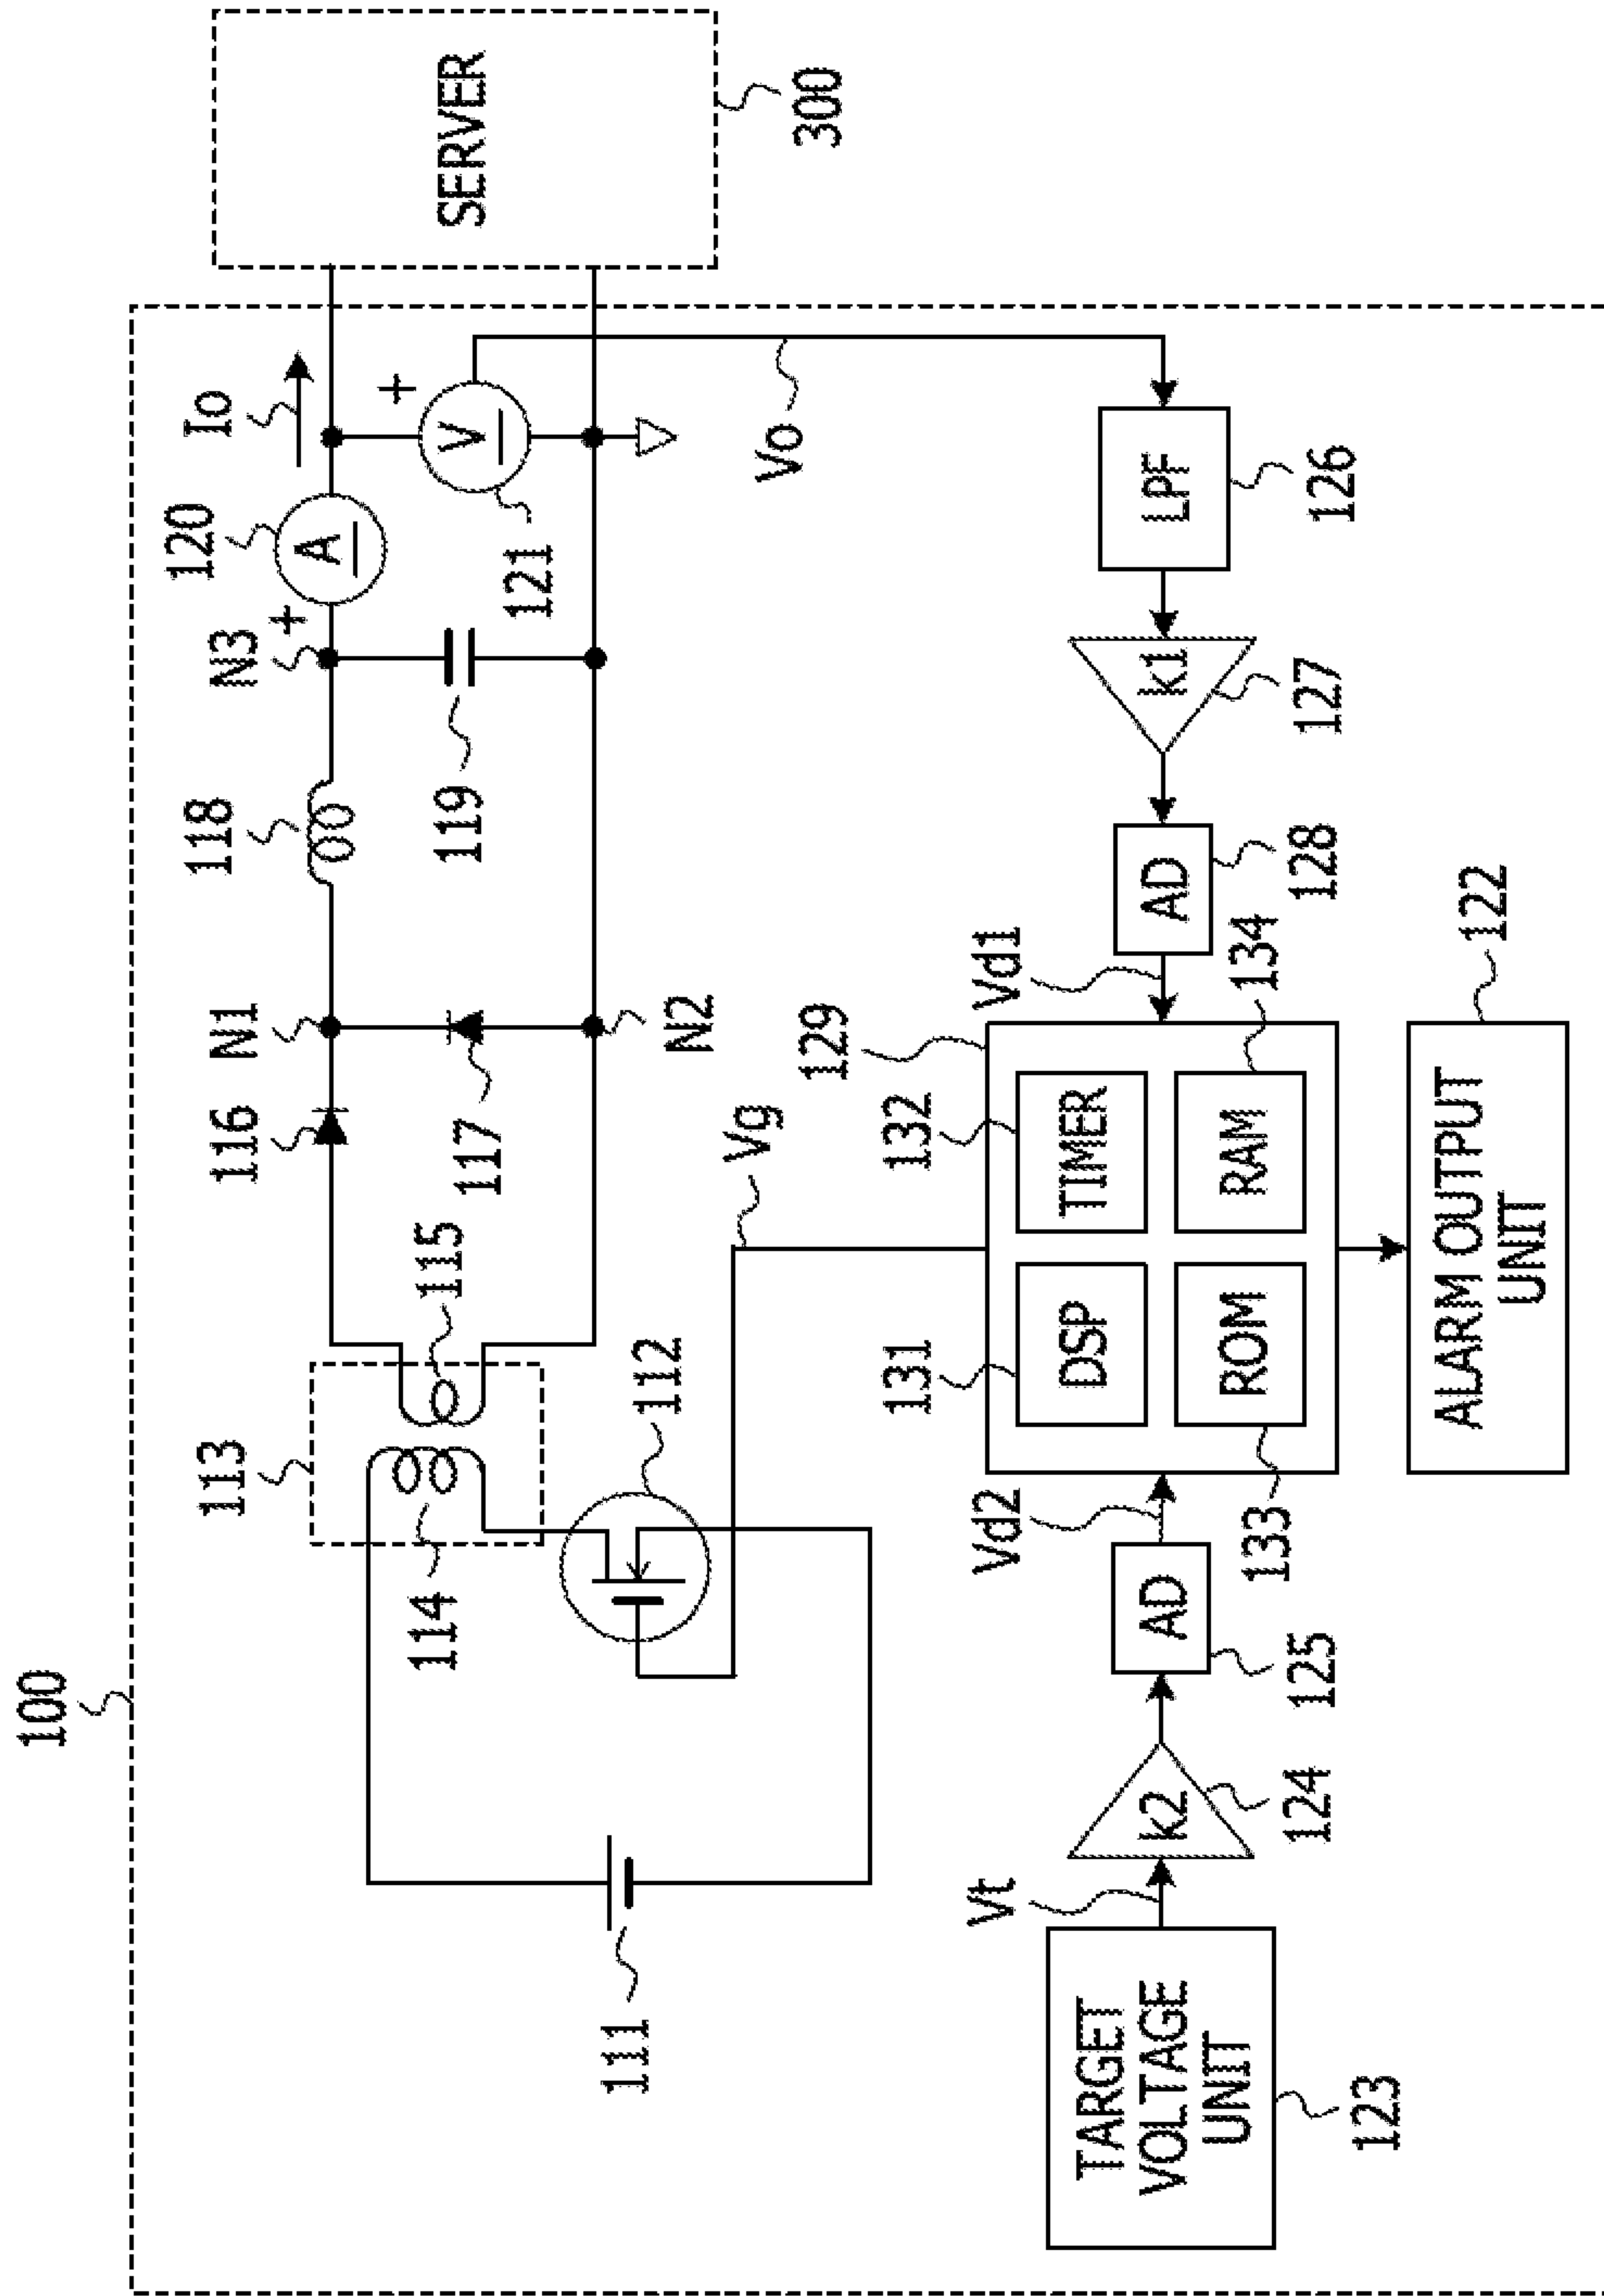 100
113
114
115
116
N1
118
N3
+
120
A
Io
+
V
121
119
117
N2
112
111
SERVER
300
Vg
Vo
TARGET
VOLTAGE
UNIT
123
Vt
k2
124
AD
125
Vd2
129
131
DSP
132
TIMER
133
ROM
134
RAM
Vd1
AD
128
k1
127
LPF
126
ALARM OUTPUT
UNIT
122